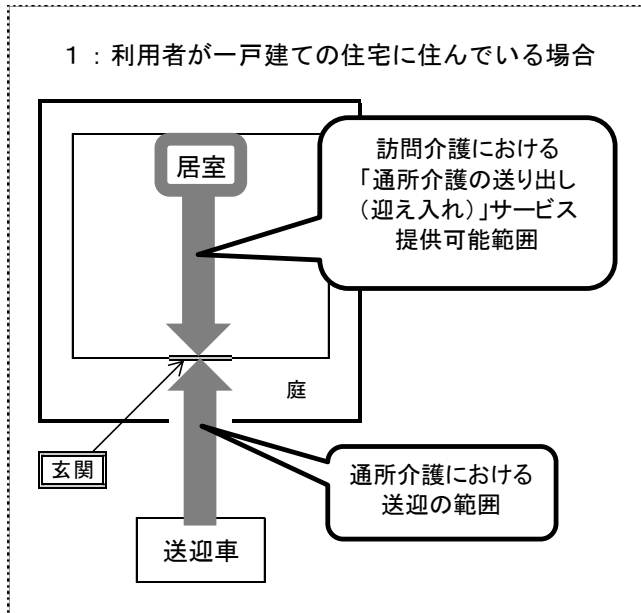 1:利用者が一戸建ての住宅に住んでいる場合
居室
訪問介護における
「通所介護の送り出し
(迎え入れ)」サービス
提供可能範囲
庭
玄関
通所介護における
送迎の範囲
送迎車